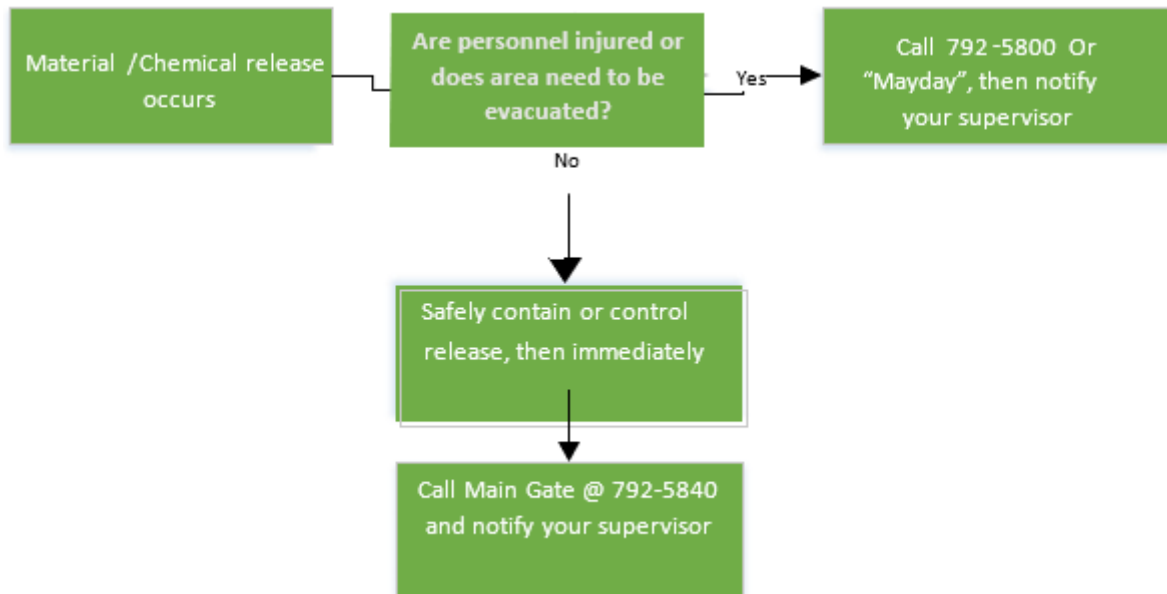 Material /Chemical release
occurs
Are personnel injured or
does area need to be
evacuated?
Yes
Call 792 -5800 Or
“Mayday”, then notify
your supervisor
No
Safely contain or control
release, then immediately
Call Main Gate @ 792-5840
and notify your supervisor